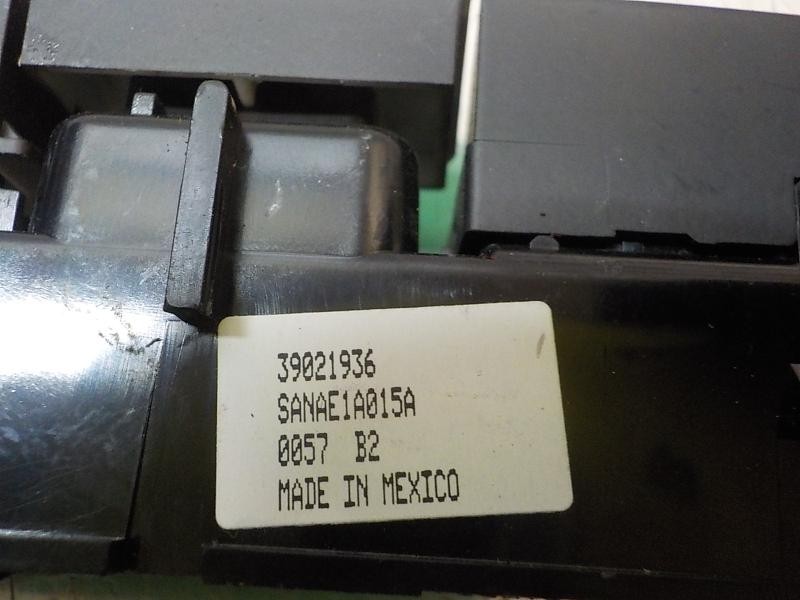 39021936
SANAE1A015A
0057 B2
MADE IN MEXICO